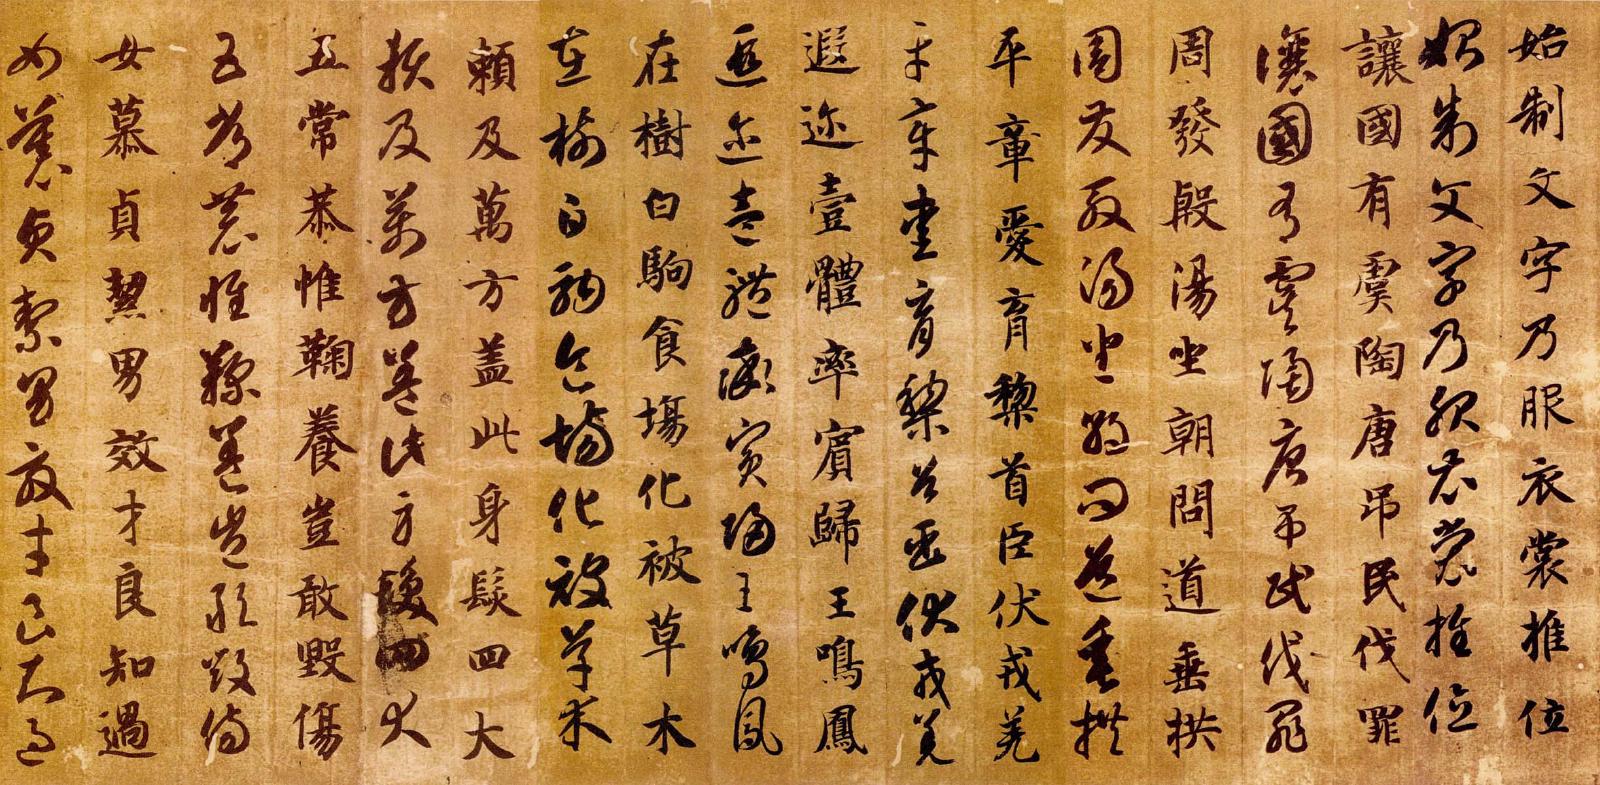 始制文字乃服衣裳推位
始制文字乃服衣裳推位
讓國有虞陶唐吊民伐罪
讓國有虞陶唐吊民伐罪
周發殷湯坐朝問道垂拱
周發殷湯坐朝問道垂拱
平章愛育黎首臣伏戎羌
平章愛育黎首臣伏戎羌
遐迩壹體率賓歸王鳴鳳
遐迩壹體率賓歸王鳴鳳
在樹白駒食場化被草木
在樹白駒食場化被草木
賴及萬方蓋此身髮四大
賴及萬方蓋此身髮四大
五常恭惟鞠養豈敢毀傷
五常恭惟鞠養豈敢毀傷
女慕貞絜男效才良知過
女慕貞絜男效才良知過